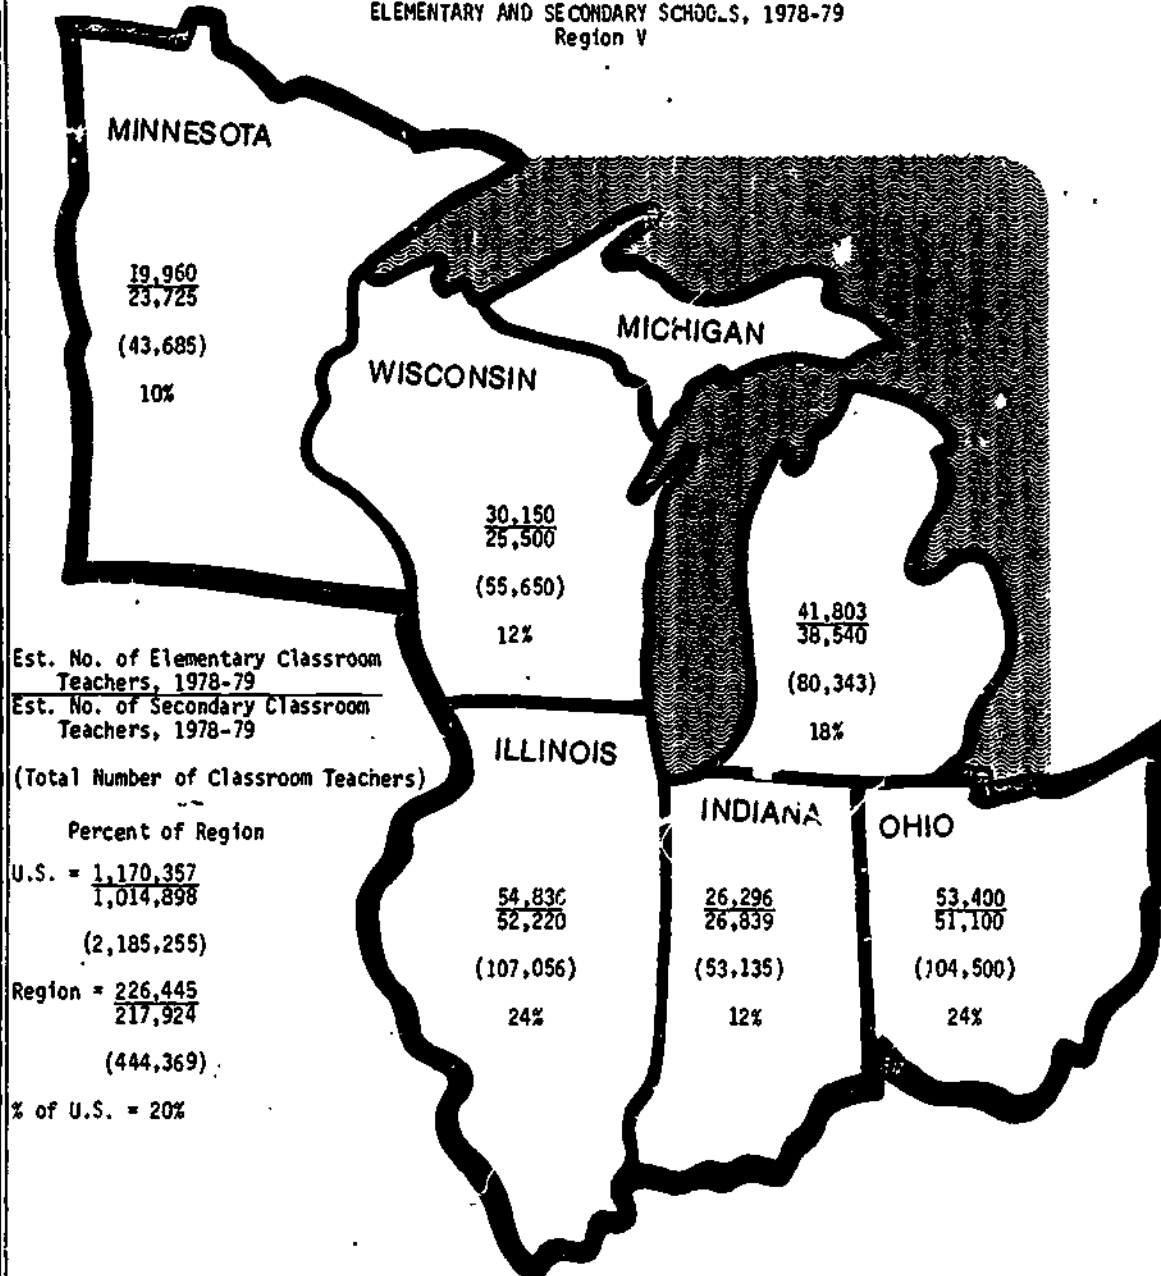 ELEMENTARY AND SECONDARY SCHOOLS, 1978-79
Region V
MINNESOTA
19,960
23,725
(43,685)
10%
MICHIGAN
WISCONSIN
30,150
25,500
(55,650)
12%
41,803
38,540
(80,343)
18%
Est. No. of Elementary Classroom
Teachers, 1978-79
Est. No. of Secondary Classroom
Teachers, 1978-79
(Total Number of Classroom Teachers)
Percent of Region
U.S. = 1,170,357
1,014,898
(2,185,255)
Region = 226,445
217,924
(444,369)
% of U.S. = 20%
ILLINOIS
54,836
52,220
(107,056)
24%
INDIANA
26,296
26,839
(53,135)
12%
OHIO
53,400
51,100
(104,500)
24%